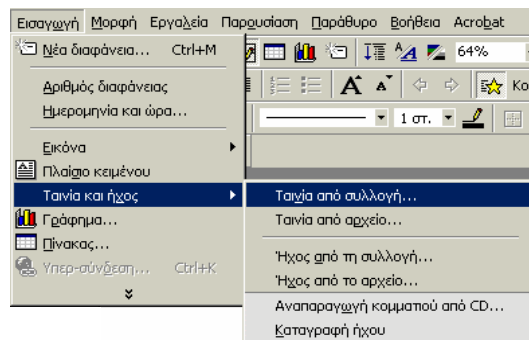 Εισαγωγή Μορφή Εργαλεία Παρουσίαση Παράθυρο Βοήθεια Acrobat
Νέα διαφάνεια... Ctrl+M
64%
Αριθμός διαφάνειας
Α Α Κο
Ημερομηνία και ώρα...
1 στ.
Εικόνα
Πλαίσιο κειμένου
Ταινία και ήχος
Ταινία από συλλογή...
Γράφημα...
Ταινία από αρχείο...
Πίνακας...
Ήχος από τη συλλογή...
Υπερ-σύνδεση... Ctrl+K
Ήχος από το αρχείο...
Αναπαραγωγή κομματιού από CD...
Καταγραφή ήχου